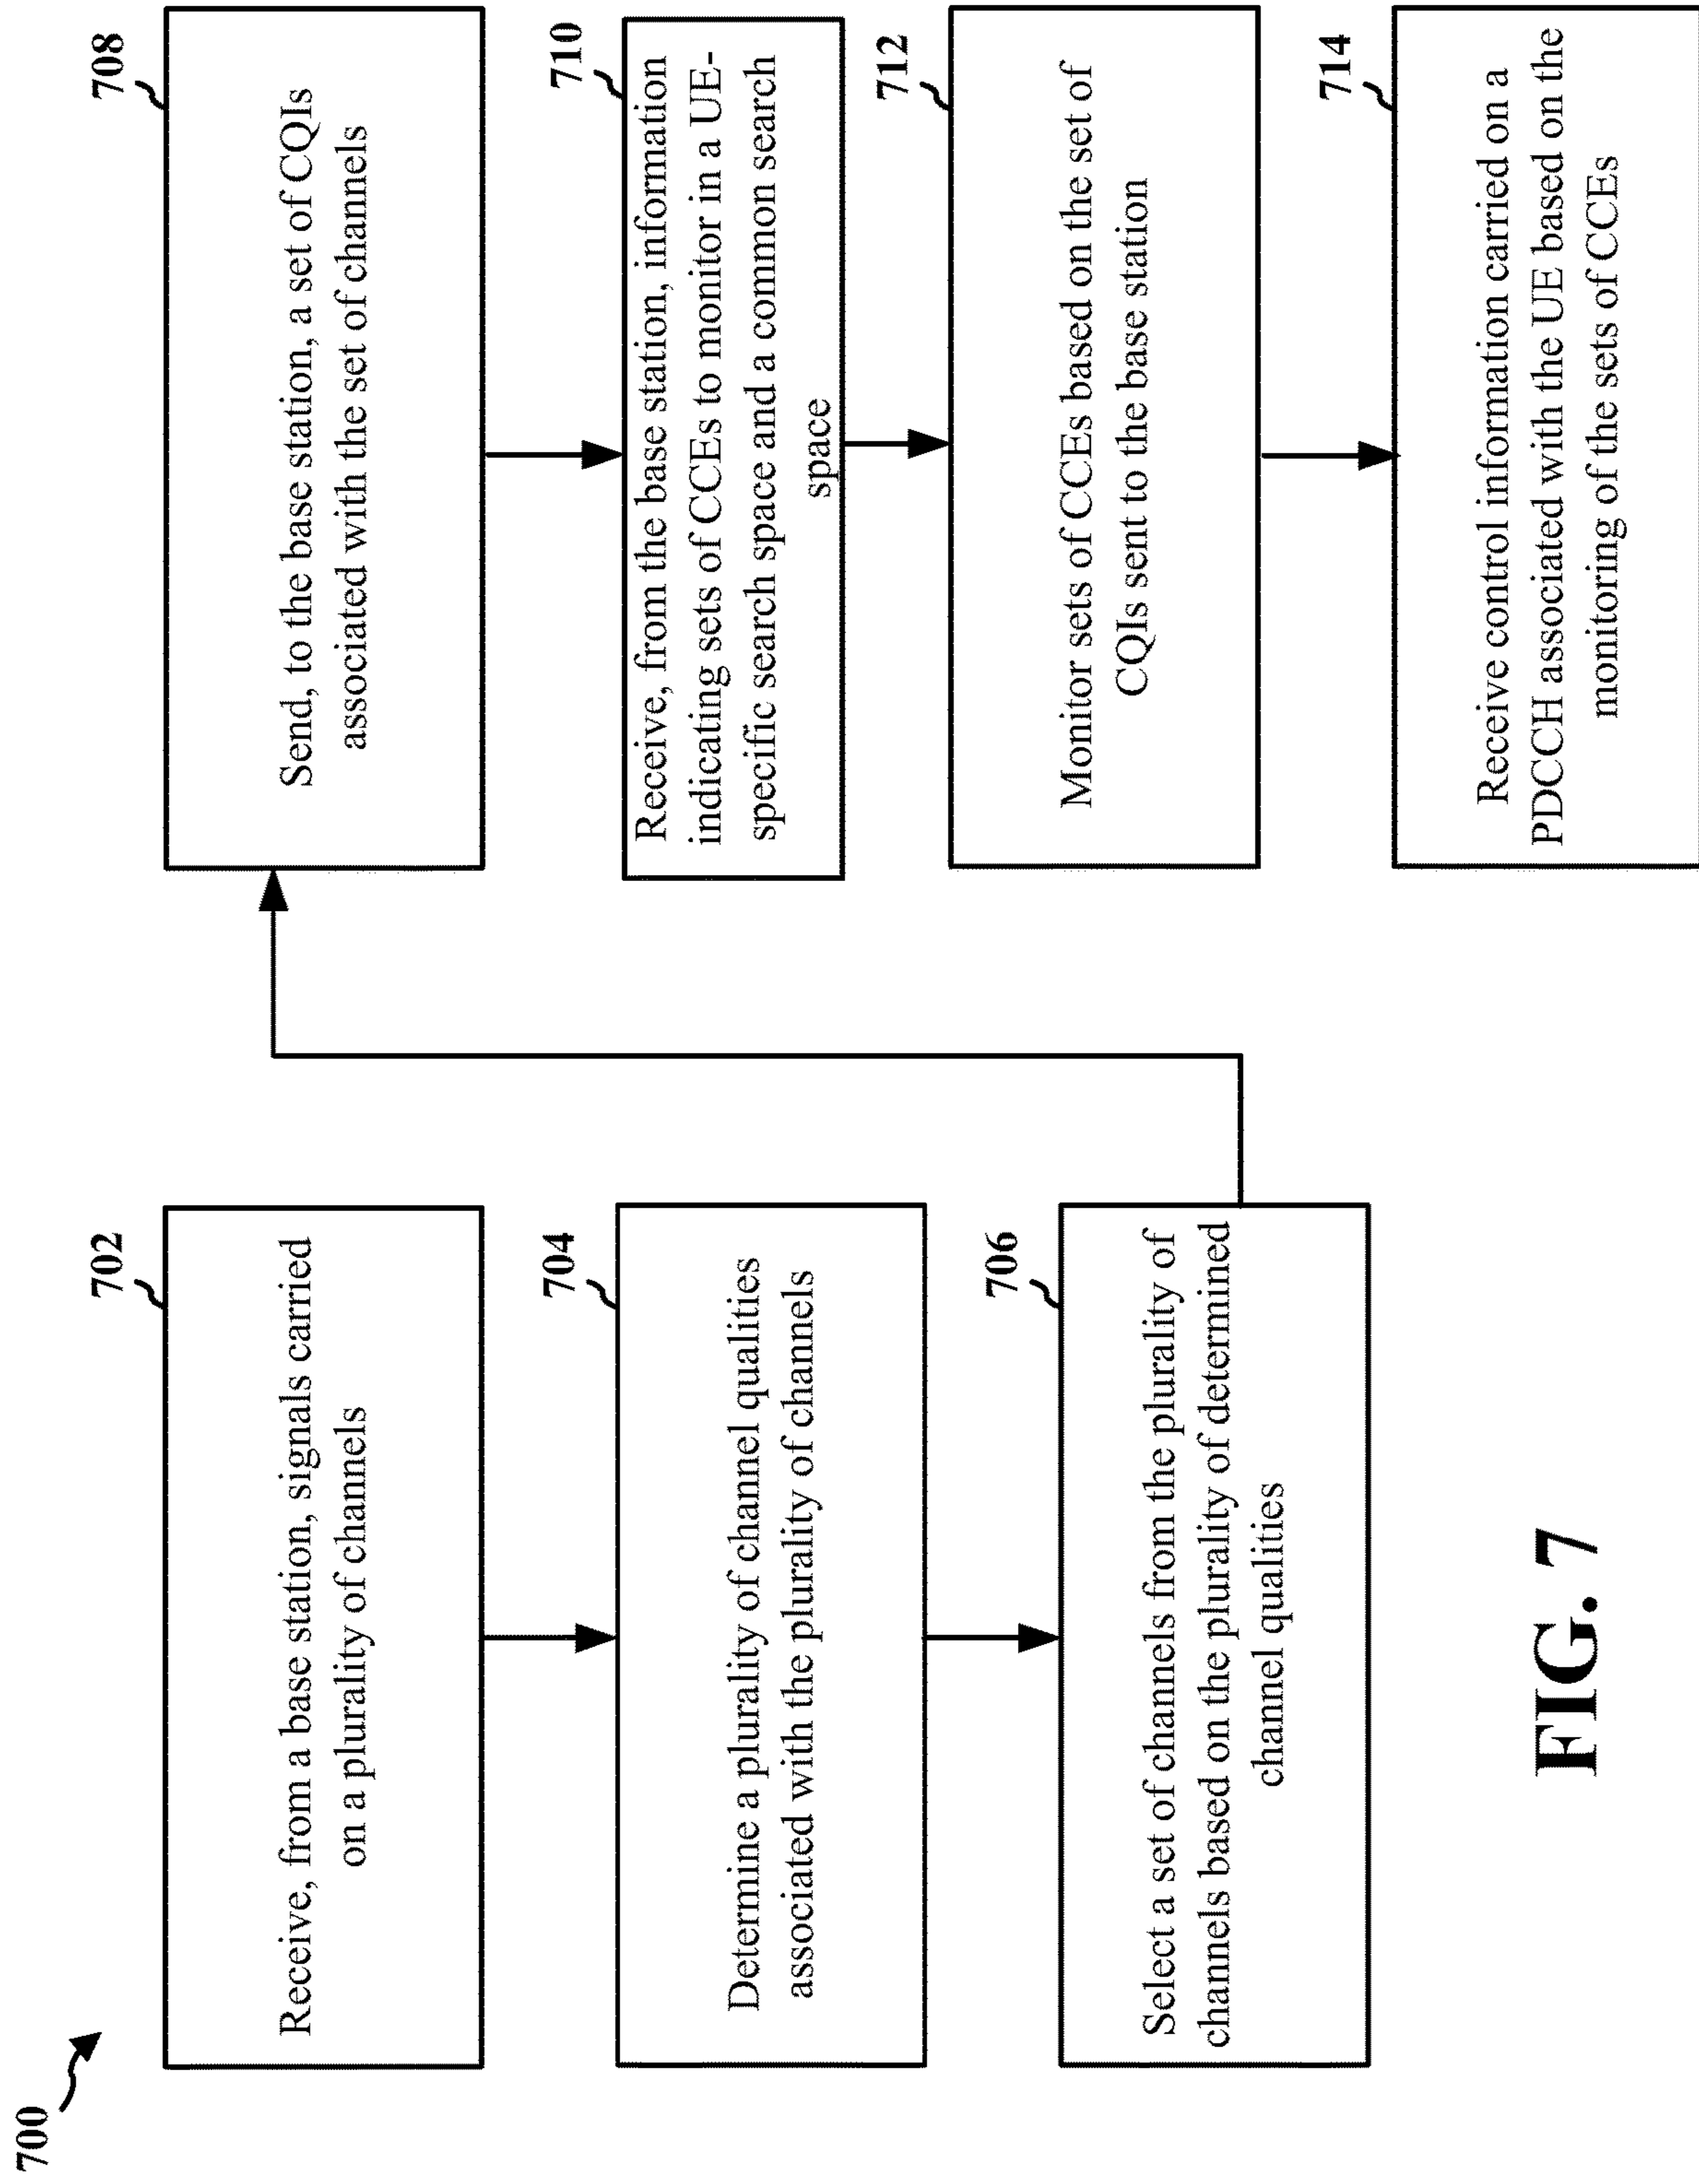 700
702
Receive, from a base station, signals carried
on a plurality of channels
704
Determine a plurality of channel qualities
associated with the plurality of channels
706
Select a set of channels from the plurality of
channels based on the plurality of determined
channel qualities
708
Send, to the base station, a set of CQIs
associated with the set of channels
710
Receive, from the base station, information
indicating sets of CCEs to monitor in a UE-
specific search space and a common search
space
712
Monitor sets of CCEs based on the set of
CQIs sent to the base station
714
Receive control information carried on a
PDCCH associated with the UE based on the
monitoring of the sets of CCEs
FIG. 7